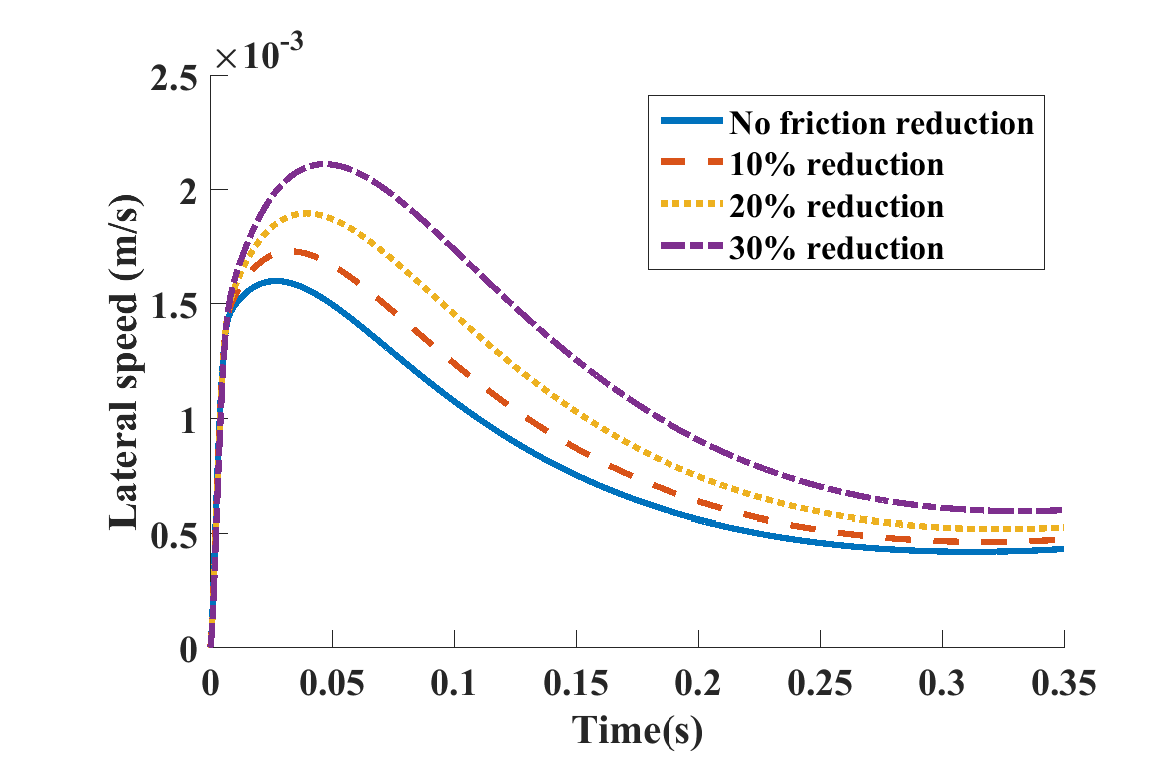 ×10-3
2.5
2
1.5
1
0.5
0
0 0.05 0.1 0.15 0.2 0.25 0.3 0.35
Time(s)
Lateral speed (m/s)
No friction reduction
10% reduction
20% reduction
30% reduction